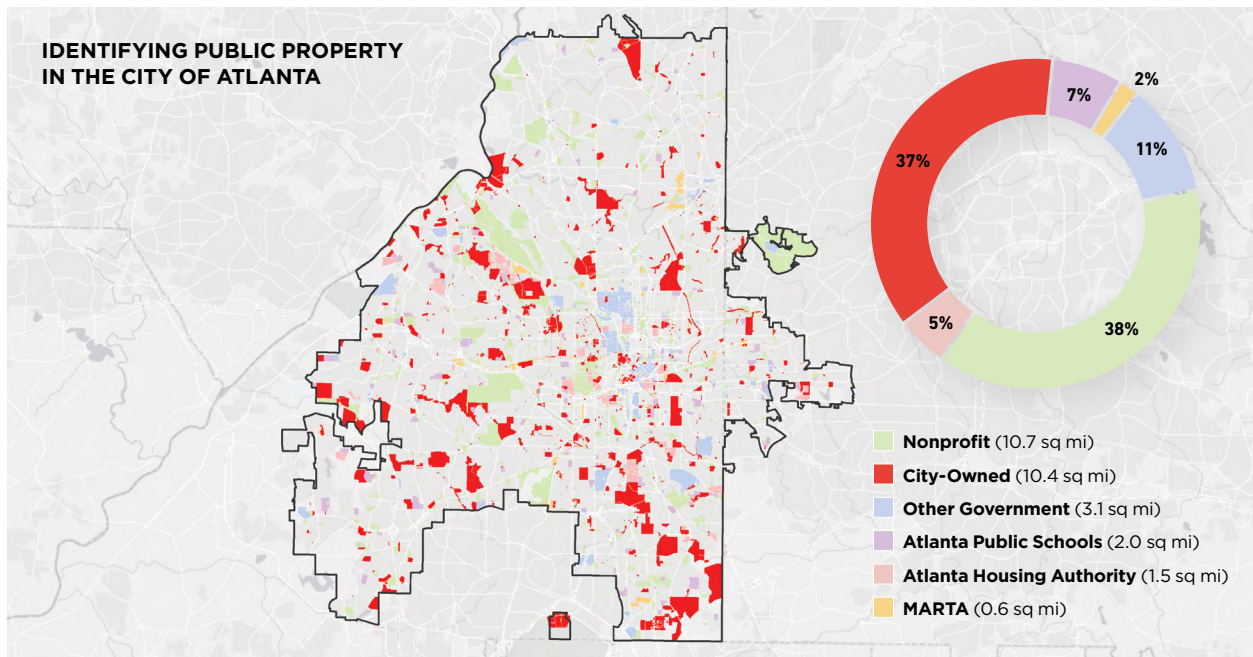 IDENTIFYING PUBLIC PROPERTY
IN THE CITY OF ATLANTA
2%
7%
11%
37%
5%
38%
Nonprofit (10.7 sq mi)
City-Owned (10.4 sq mi)
Other Government (3.1 sq mi)
Atlanta Public Schools (2.0 sq mi)
Atlanta Housing Authority (1.5 sq mi)
MARTA (0.6 sq mi)